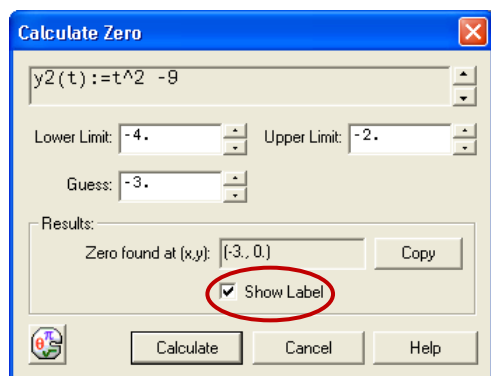 Calculate Zero
y2(t):=t^2 -9
Lower Limit: -4. Upper Limit: -2.
Guess: -3.
Results:
Zero found at (x,y): (-3., 0.) Copy
Show Label
θπ Calculate Cancel Help